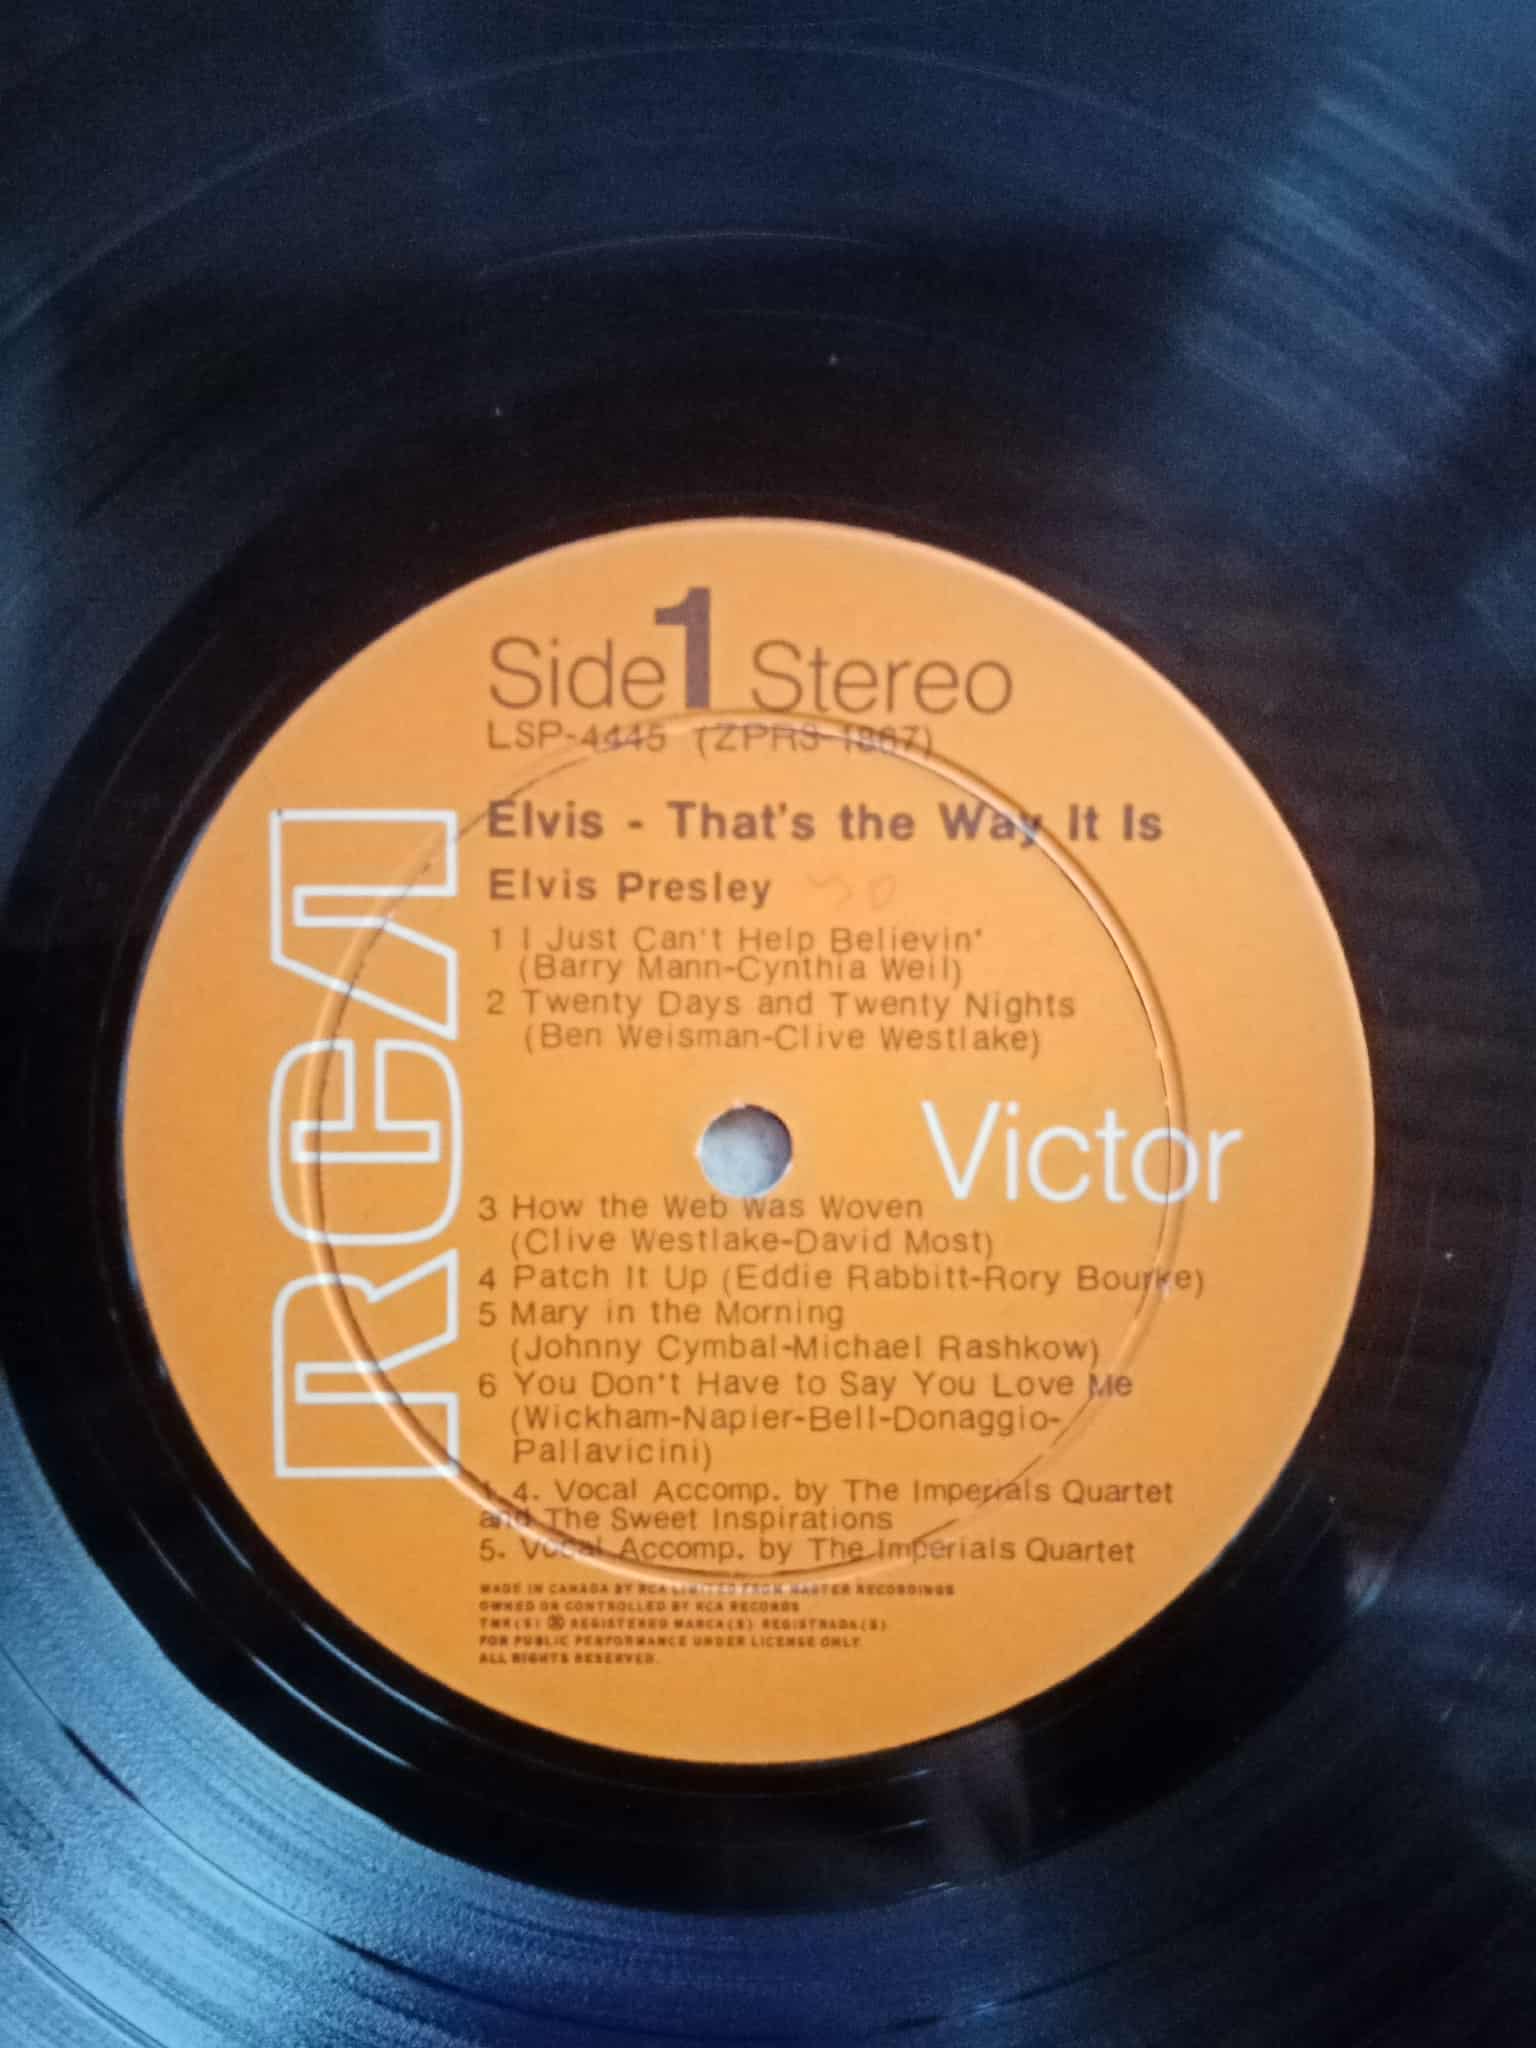 Side 1 Stereo
LSP-4445 (ZPRS-1867)
Elvis - That's the Way It Is
Elvis Presley
1 I Just Can't Help Believin'
(Barry Mann-Cynthia Weil)
2 Twenty Days and Twenty Nights
(Ben Weisman-Clive Westlake)
RCA
Victor
3 How the Web Was Woven
(Clive Westlake-David Most)
4 Patch It Up (Eddie Rabbitt-Rory Bourke)
5 Mary in the Morning
(Johnny Cymbal-Michael Rashkow)
6 You Don't Have to Say You Love Me
(Wickham-Napier-Bell-Donaggio-
Pallavicini)
1. 4. Vocal Accomp. by The Imperials Quartet
and The Sweet Inspirations
5. Vocal Accomp. by The Imperials Quartet
MADE IN CANADA BY RCA LIMITED FROM MASTER RECORDINGS
OWNED OR CONTROLLED BY RCA RECORDS
TMK(S) ® REGISTERED MARCA(S) REGISTRADA(S)
FOR PUBLIC PERFORMANCE UNDER LICENSE ONLY
ALL RIGHTS RESERVED.